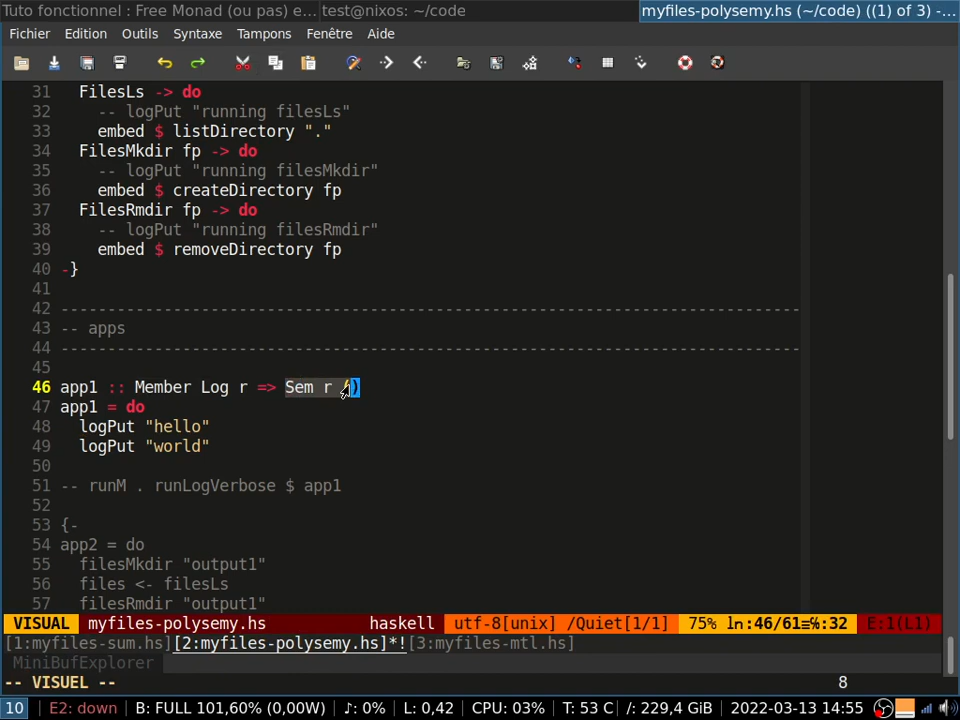 Tuto fonctionnel : Free Monad (ou pas) e... test@nixos: ~/code myfiles-polysemy.hs (~/code) ((1) of 3) -...
Fichier Edition Outils Syntaxe Tampons Fenêtre Aide
31 FilesLs -> do
32 -- logPut "running filesLs"
33 embed $ listDirectory "."
34 FilesMkdir fp -> do
35 -- logPut "running filesMkdir"
36 embed $ createDirectory fp
37 FilesRmdir fp -> do
38 -- logPut "running filesRmdir"
39 embed $ removeDirectory fp
40 -}
41
42 -------------------------------------------------------------------------------
43 -- apps
44 -------------------------------------------------------------------------------
45
46 app1 :: Member Log r => Sem r ()
47 app1 = do
48 logPut "hello"
49 logPut "world"
50
51 -- runM . runLogVerbose $ app1
52
53 {-
54 app2 = do
55 filesMkdir "output1"
56 files <- filesLs
57 filesRmdir "output1"
VISUAL myfiles-polysemy.hs haskell utf-8[unix] /Quiet[1/1] 75% ln:46/61≡℅:32 E:1(L1)
[1:myfiles-sum.hs][2:myfiles-polysemy.hs]*![3:myfiles-mtl.hs]
MiniBufExplorer
-- VISUEL -- 8
10 E2: down B: FULL 101,60% (0,00W) ♪: 0% L: 0,42 CPU: 03% T: 53 C /: 229,4 GiB 2022-03-13 14:55